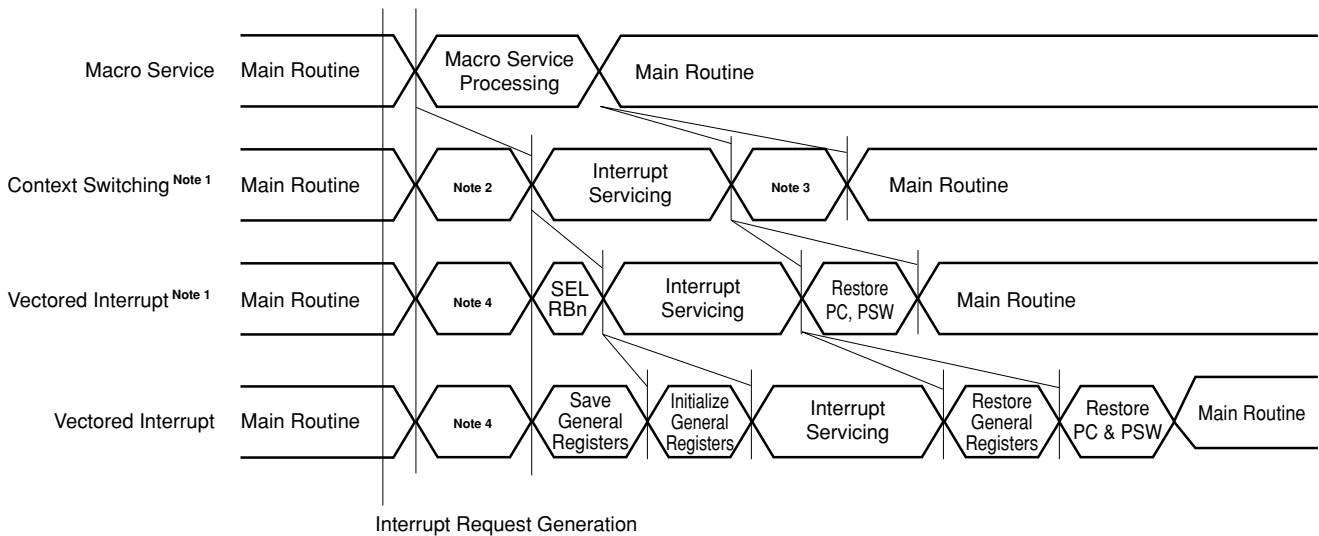 Macro Service
Main Routine
Macro Service
Processing
Main Routine
Context Switching Note 1
Main Routine
Note 2
Interrupt
Servicing
Note 3
Main Routine
Vectored Interrupt Note 1
Main Routine
Note 4
SEL
RBn
Interrupt
Servicing
Restore
PC, PSW
Main Routine
Vectored Interrupt
Main Routine
Note 4
Save
General
Registers
Initialize
General
Registers
Interrupt
Servicing
Restore
General
Registers
Restore
PC & PSW
Main Routine
Interrupt Request Generation